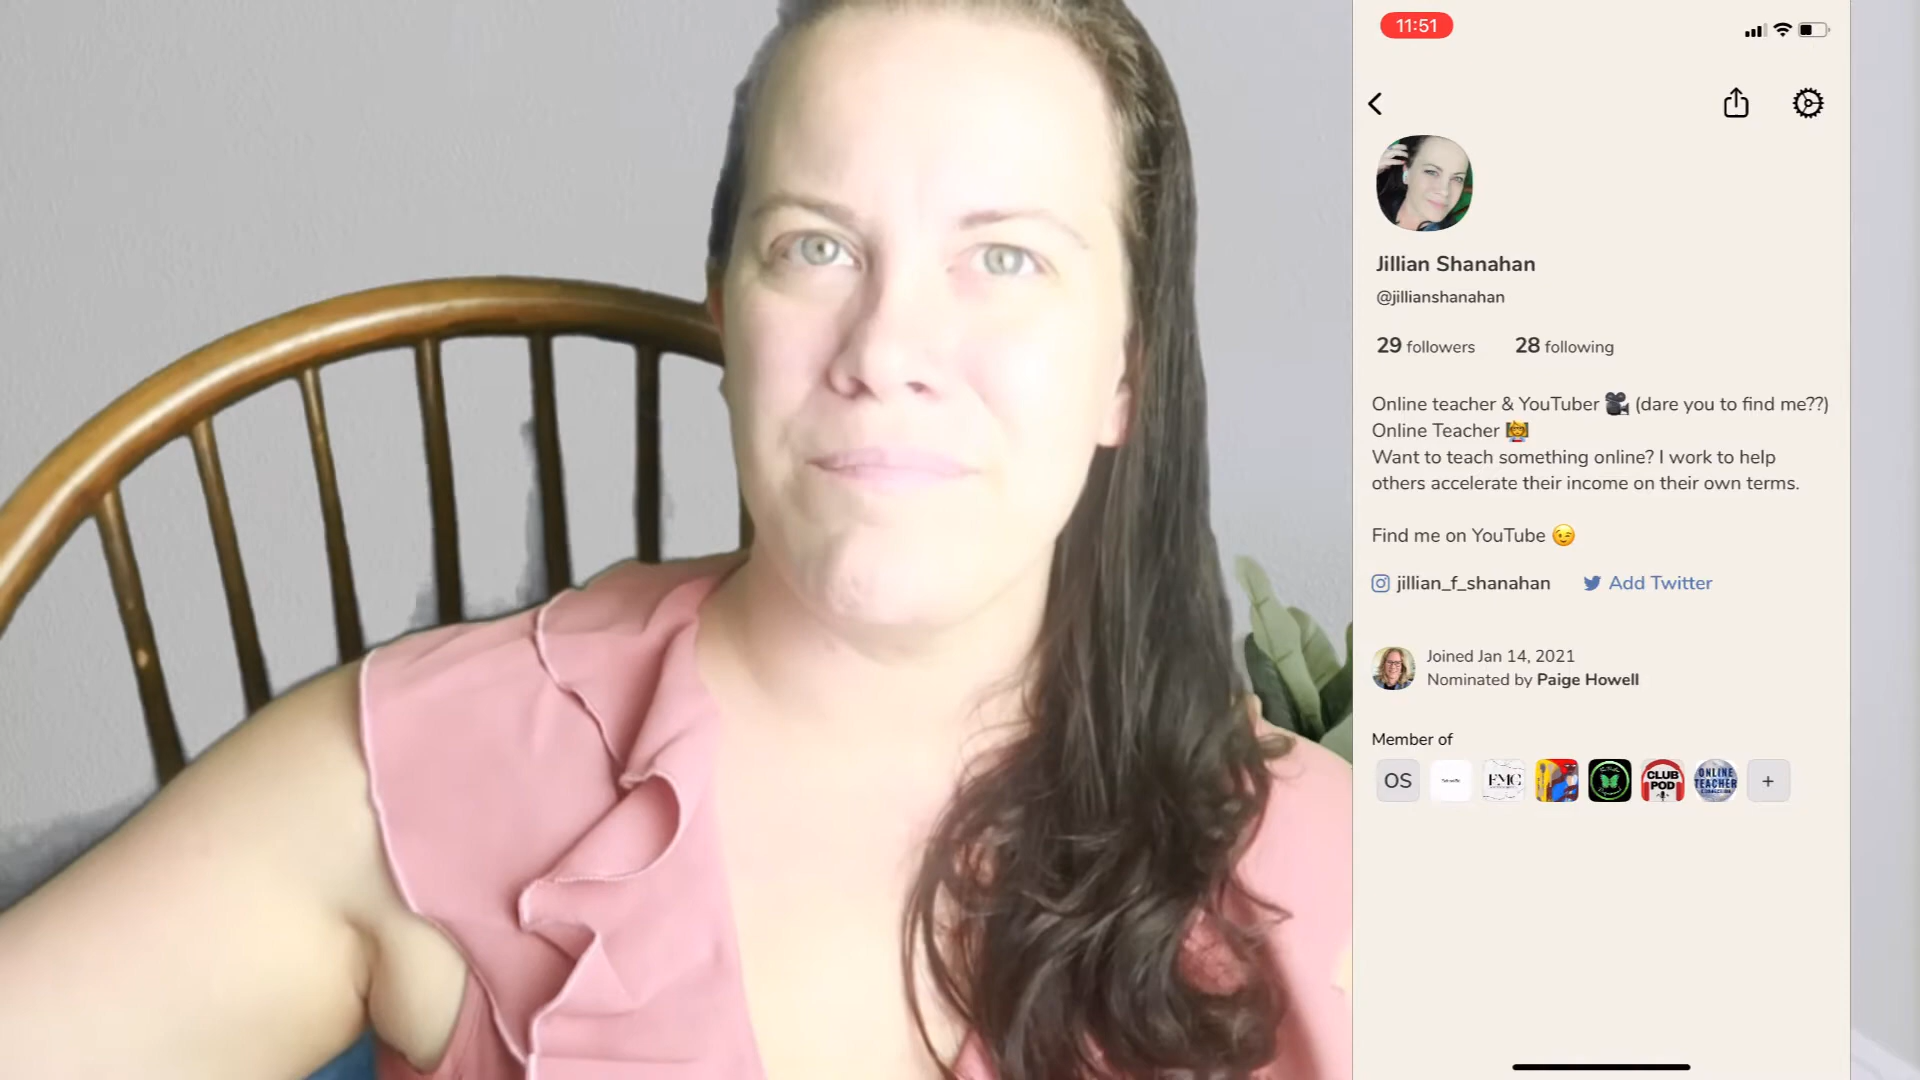 11:51
Jillian Shanahan
@jillianshanahan
29 followers 28 following
Online teacher & YouTuber 🎥 (dare you to find me??)
Online Teacher 👩‍🏫
Want to teach something online? I work to help
others accelerate their income on their own terms.
Find me on YouTube 😉
jillian_f_shanahan Add Twitter
Joined Jan 14, 2021
Nominated by Paige Howell
Member of
OS
EMC
CLUB
POD
ONLINE
TEACHER
+